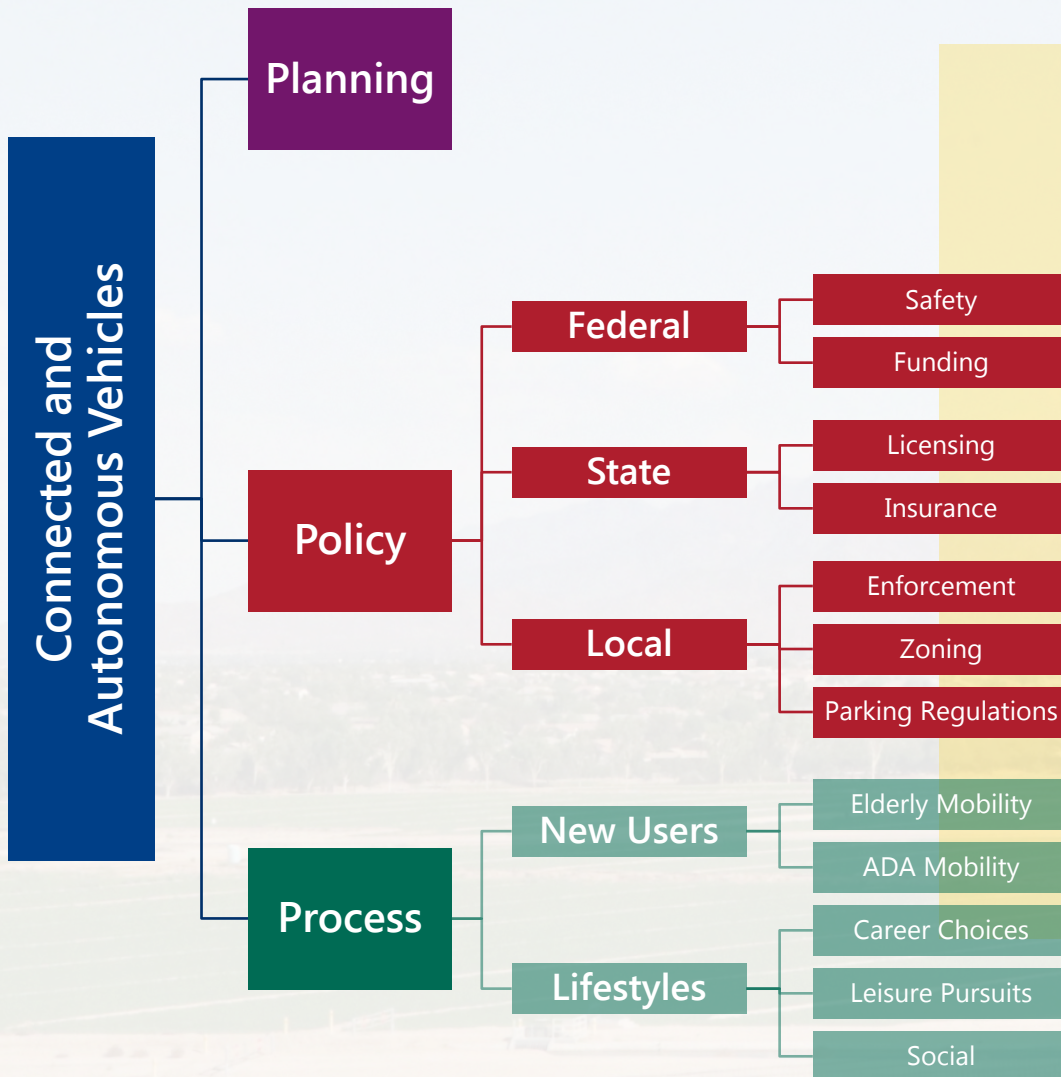 Connected and
Autonomous Vehicles
Planning
Policy
Federal
Safety
Funding
State
Licensing
Insurance
Local
Enforcement
Zoning
Parking Regulations
Process
New Users
Elderly Mobility
ADA Mobility
Lifestyles
Career Choices
Leisure Pursuits
Social